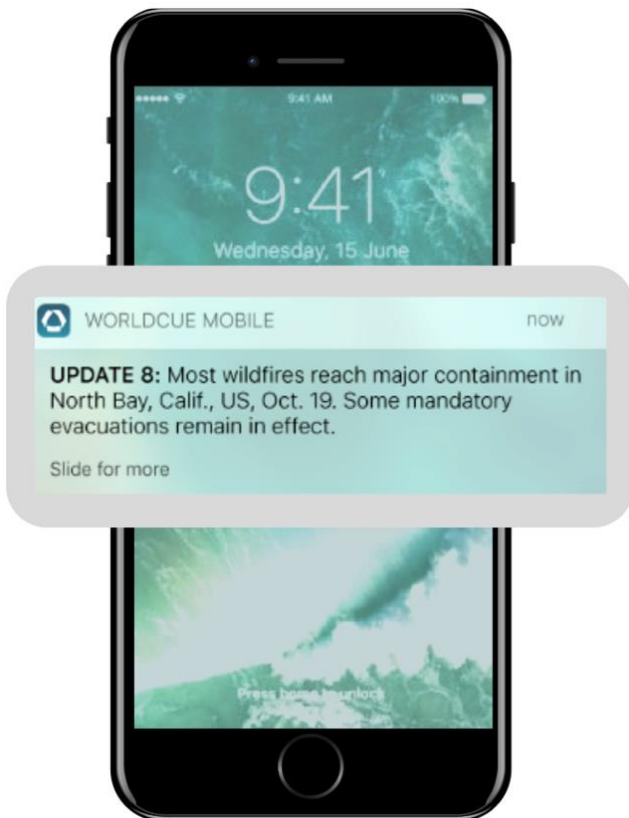 9:41 AM
100%
9:41
Wednesday, 15 June
WORLDCUE MOBILE
now
UPDATE 8: Most wildfires reach major containment in
North Bay, Calif., US, Oct. 19. Some mandatory
evacuations remain in effect.
Slide for more
Press home to unlock